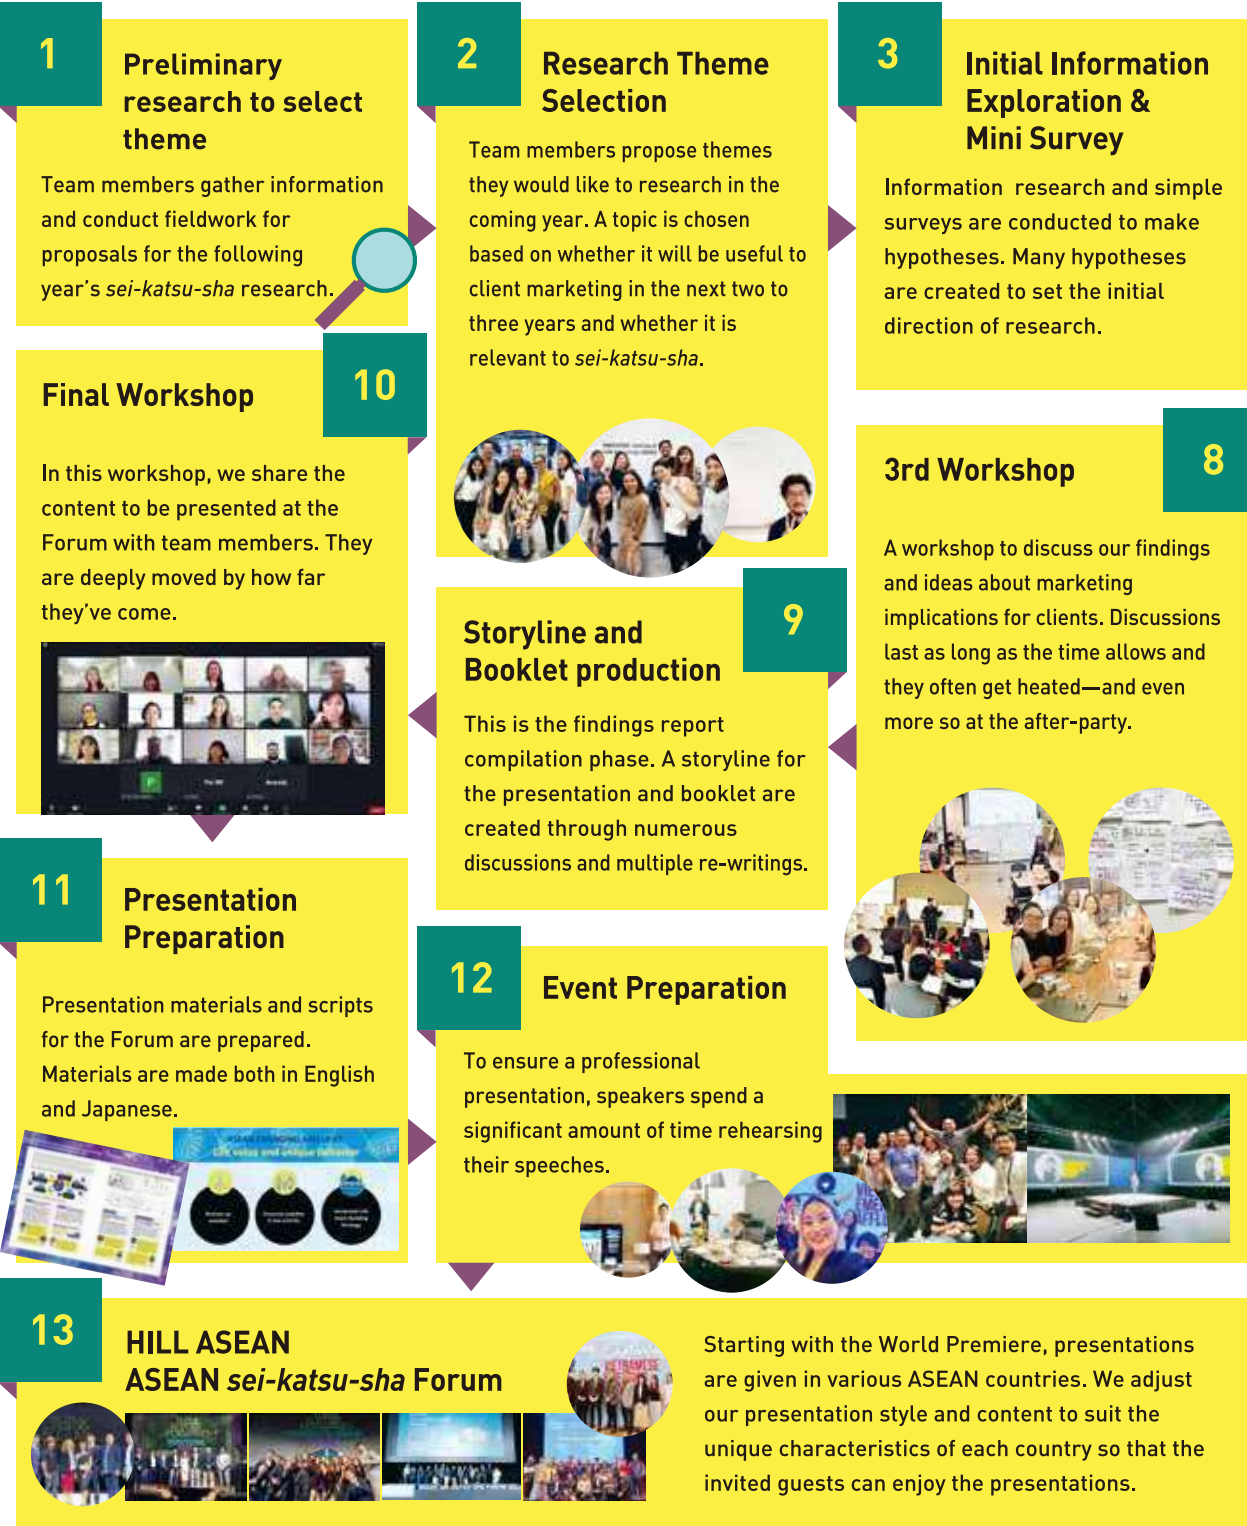 1
Preliminary
research to select
theme
Team members gather information
and conduct fieldwork for
proposals for the following
year's sei-katsu-sha research.
2
Research Theme
Selection
Team members propose themes
they would like to research in the
coming year. A topic is chosen
based on whether it will be useful to
client marketing in the next two to
three years and whether it is
relevant to sei-katsu-sha.
3
Initial Information
Exploration &
Mini Survey
Information research and simple
surveys are conducted to make
hypotheses. Many hypotheses
are created to set the initial
direction of research.
8
3rd Workshop
A workshop to discuss our findings
and ideas about marketing
implications for clients. Discussions
last as long as the time allows and
they often get heated—and even
more so at the after-party.
9
Storyline and
Booklet production
This is the findings report
compilation phase. A storyline for
the presentation and booklet are
created through numerous
discussions and multiple re-writings.
10
Final Workshop
In this workshop, we share the
content to be presented at the
Forum with team members. They
are deeply moved by how far
they've come.
11
Presentation
Preparation
Presentation materials and scripts
for the Forum are prepared.
Materials are made both in English
and Japanese.
Life value and unique behavior
12
Event Preparation
To ensure a professional
presentation, speakers spend a
significant amount of time rehearsing
their speeches.
13
HILL ASEAN
ASEAN sei-katsu-sha Forum
Starting with the World Premiere, presentations
are given in various ASEAN countries. We adjust
our presentation style and content to suit the
unique characteristics of each country so that the
invited guests can enjoy the presentations.